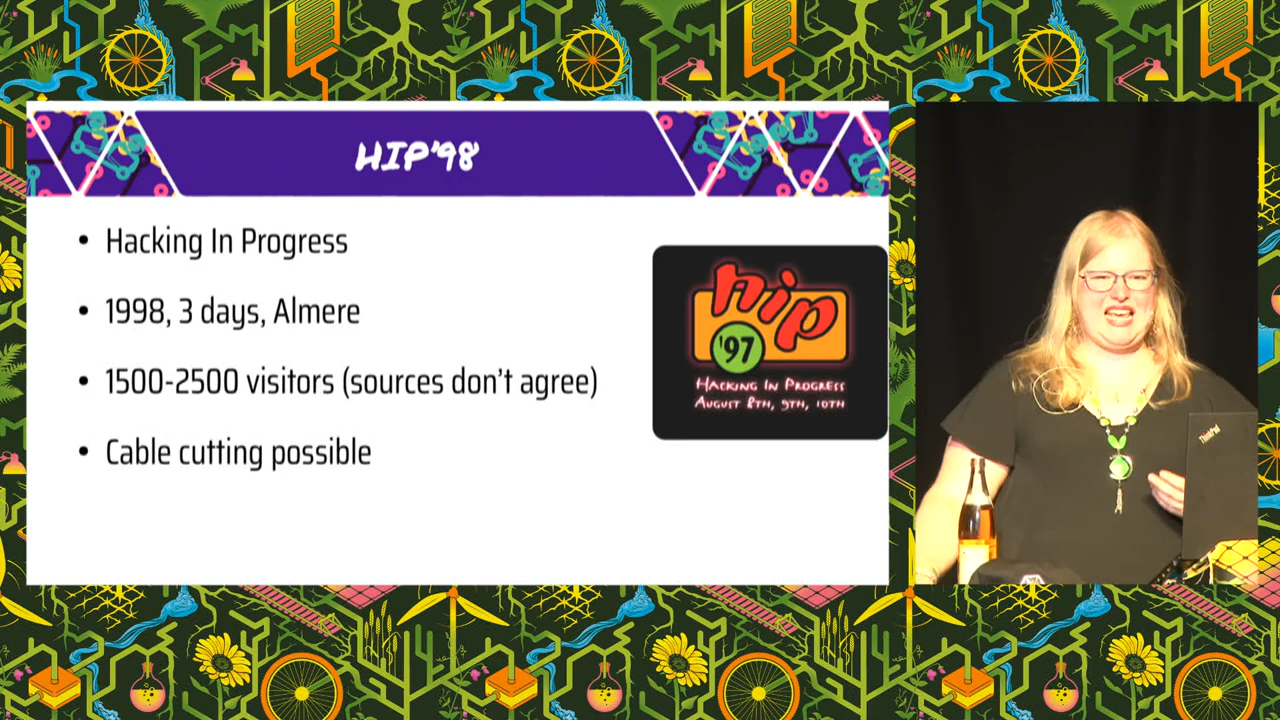 HIP'98
• Hacking In Progress
• 1998, 3 days, Almere
• 1500-2500 visitors (sources don't agree)
• Cable cutting possible
hip
'97
Hacking In Progress
August 8th, 9th, 10th
ThinkPad